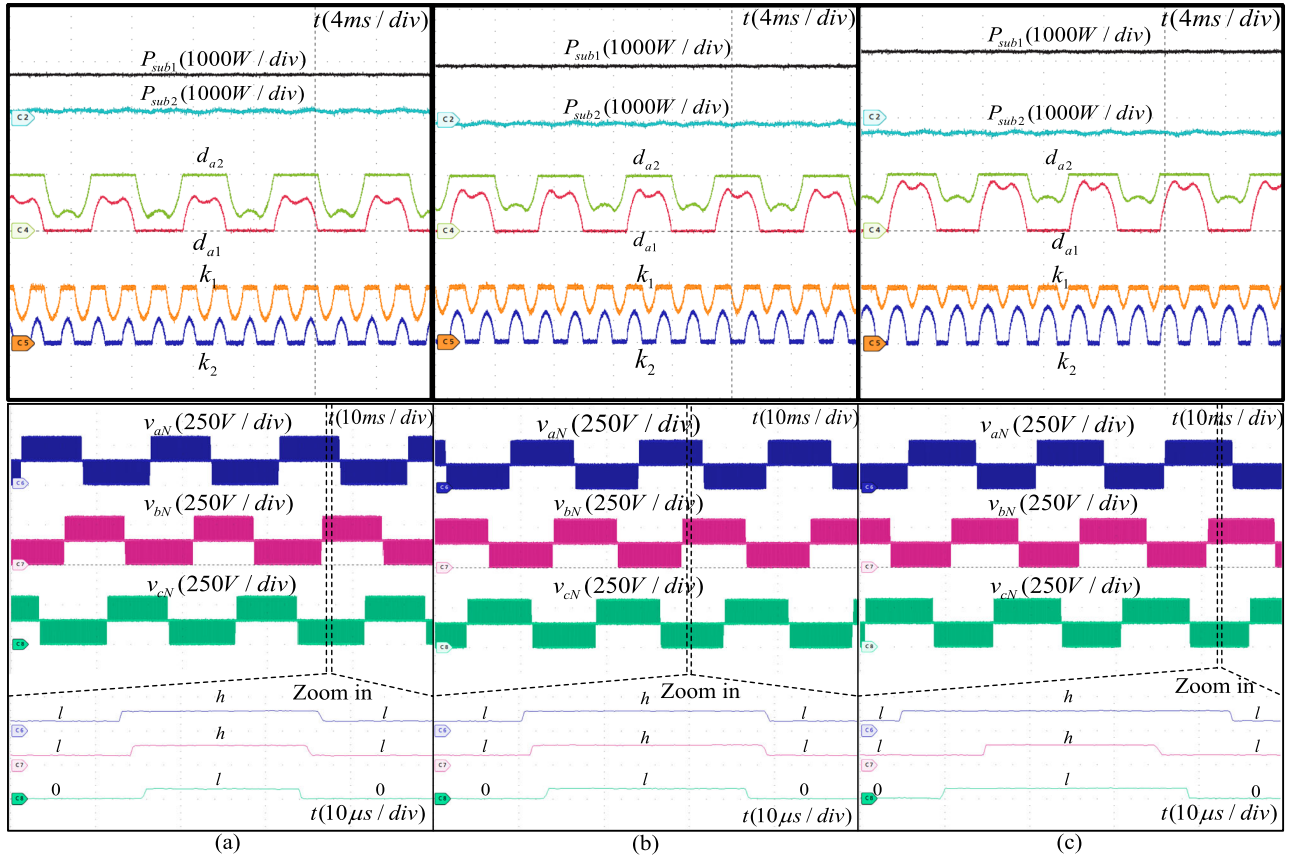 t(4ms / div)
P_sub1(1000W / div)
P_sub2(1000W / div)
C2
d_a2
C4
d_a1
k_1
C5
k_2
t(4ms / div)
P_sub1(1000W / div)
P_sub2(1000W / div)
C2
d_a2
C4
d_a1
k_1
C5
k_2
t(4ms / div)
P_sub1(1000W / div)
P_sub2(1000W / div)
C2
d_a2
C4
d_a1
k_1
C5
k_2
v_aN(250V / div)
t(10ms / div)
C6
v_bN(250V / div)
C7
v_cN(250V / div)
C8
Zoom in
l h l
C6
l h l
C7
0 l 0
C8
t(10μs / div)
(a)
v_aN(250V / div)
t(10ms / div)
C6
v_bN(250V / div)
C7
v_cN(250V / div)
C8
Zoom in
l h l
C6
l h l
C7
0 l 0
C8
t(10μs / div)
(b)
v_aN(250V / div)
t(10ms / div)
C6
v_bN(250V / div)
C7
v_cN(250V / div)
C8
Zoom in
l h l
C6
l h l
C7
0 l 0
C8
t(10μs / div)
(c)